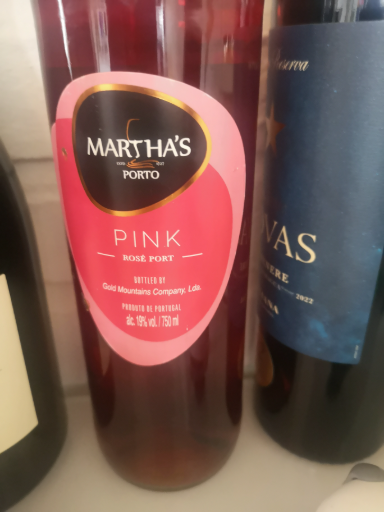 MARTHA'S
PORTO
PINK
ROSÉ PORT
BOTTLED BY
Gold Mountains Company, Lda.
PRODUTO DE PORTUGAL
alc. 19% vol. / 750 ml
VAS
2022